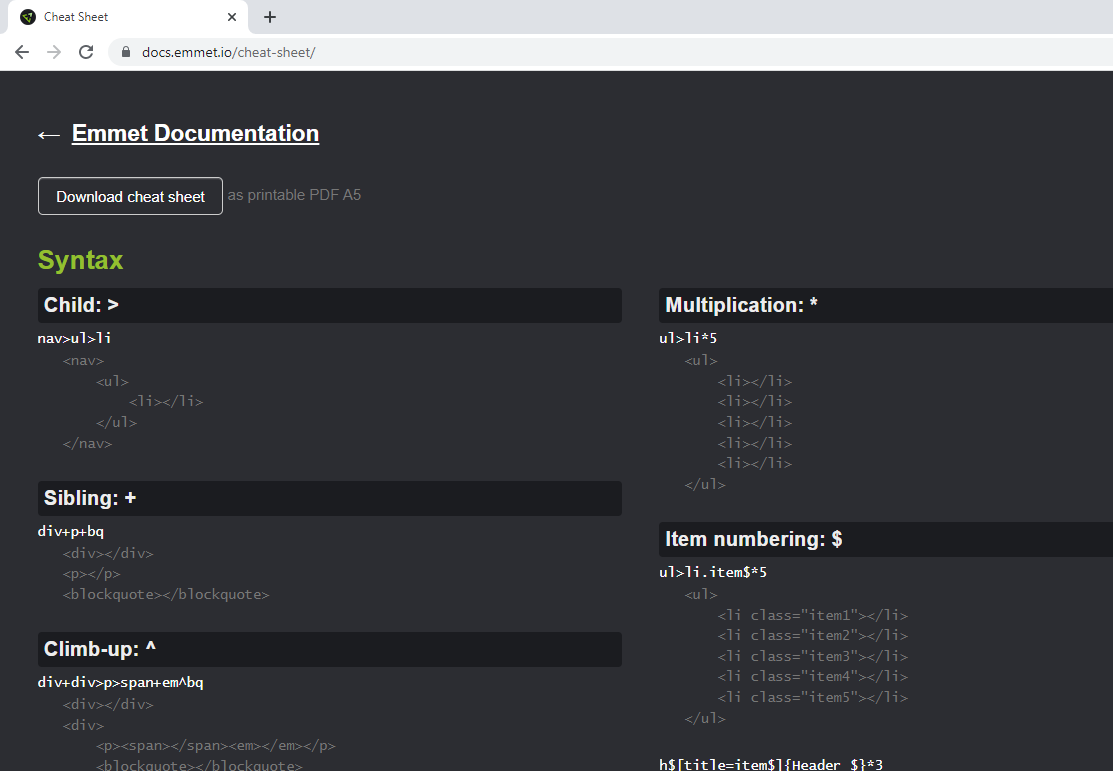 Cheat Sheet
docs.emmet.io/cheat-sheet/
← Emmet Documentation
Download cheat sheet as printable PDF A5
Syntax
Child: >
nav>ul>li
<nav>
<ul>
<li></li>
</ul>
</nav>
Sibling: +
div+p+bq
<div></div>
<p></p>
<blockquote></blockquote>
Climb-up: ^
div+div>p>span+em^bq
<div></div>
<div>
<p><span></span><em></em></p>
<blockquote></blockquote>
Multiplication: *
ul>li*5
<ul>
<li></li>
<li></li>
<li></li>
<li></li>
<li></li>
</ul>
Item numbering: $
ul>li.item$*5
<ul>
<li class="item1"></li>
<li class="item2"></li>
<li class="item3"></li>
<li class="item4"></li>
<li class="item5"></li>
</ul>
h$[title=item$]{Header $}*3